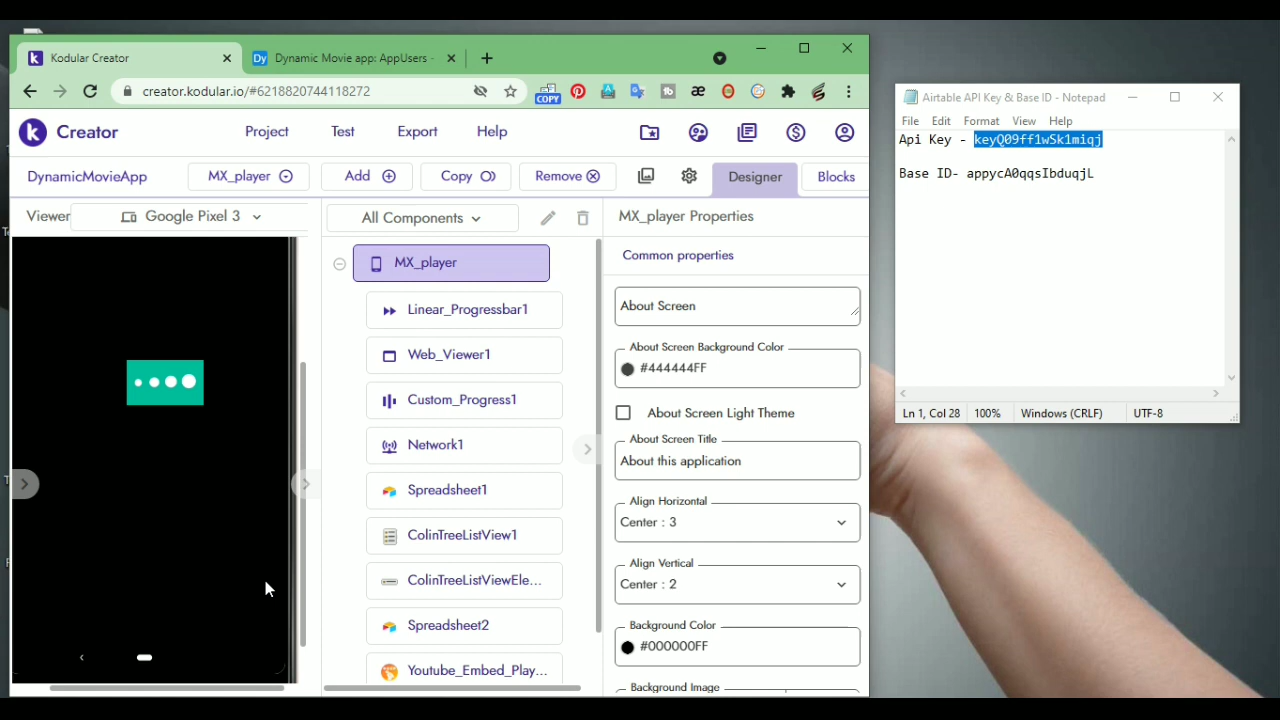 Kodular Creator
Dynamic Movie app: AppUsers -
creator.kodular.io/#6218820744118272
COPY
Creator
Project
Test
Export
Help
DynamicMovieApp
MX_player
Add
Copy
Remove
Designer
Blocks
Viewer
Google Pixel 3
All Components
MX_player Properties
MX_player
Linear_Progressbar1
Web_Viewer1
Custom_Progress1
Network1
Spreadsheet1
ColinTreeListView1
ColinTreeListViewEle...
Spreadsheet2
Youtube_Embed_Play...
Common properties
About Screen
About Screen Background Color
#444444FF
About Screen Light Theme
About Screen Title
About this application
Align Horizontal
Center : 3
Align Vertical
Center : 2
Background Color
#000000FF
Background Image
Airtable API Key & Base ID - Notepad
File Edit Format View Help
Api Key - keyQ09ff1wSk1miqj
Base ID- appycA0qqsIbduqjL
Ln 1, Col 28
100%
Windows (CRLF)
UTF-8